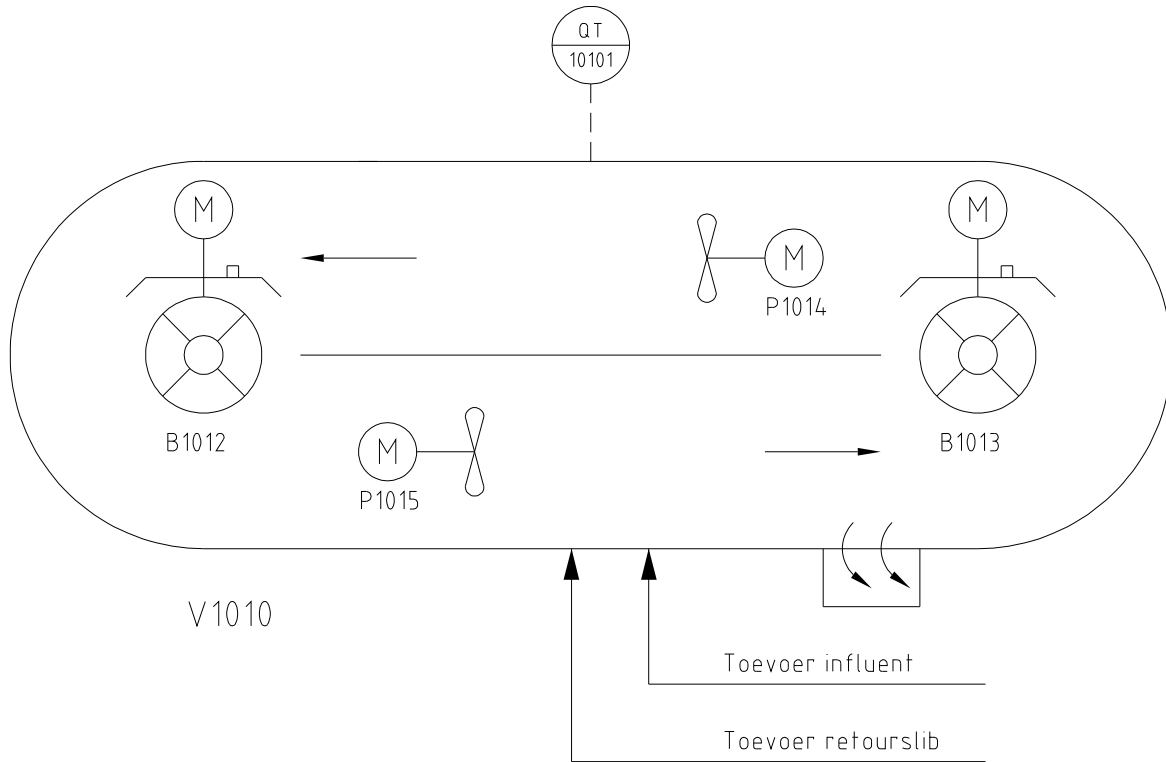 QT
10101
M
M
M
P1014
B1012
B1013
M
P1015
V1010
Toevoer influent
Toevoer retourslib